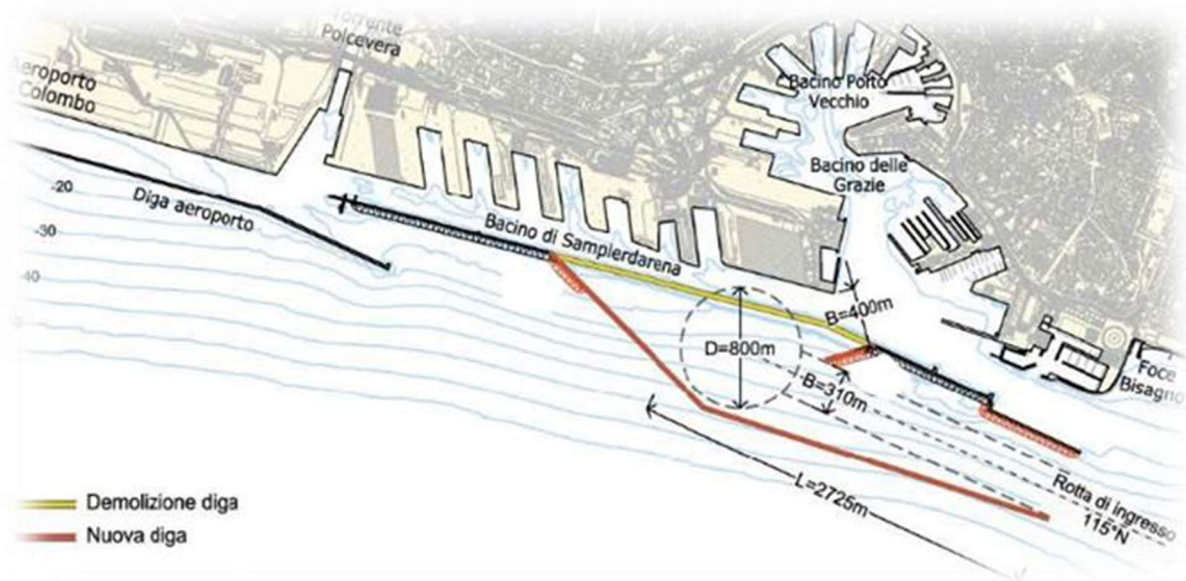 Torrente
Polcevera
Aeroporto
Colombo
Bacino Porto
Vecchio
Bacino delle
Grazie
-20
Diga aeroporto
-30
Bacino di Sampierdarena
40
B=400m
D=800m
B=310m
Foce
Bisagno
L=2725m
Rotta di ingresso
115°N
Demolizione diga
Nuova diga